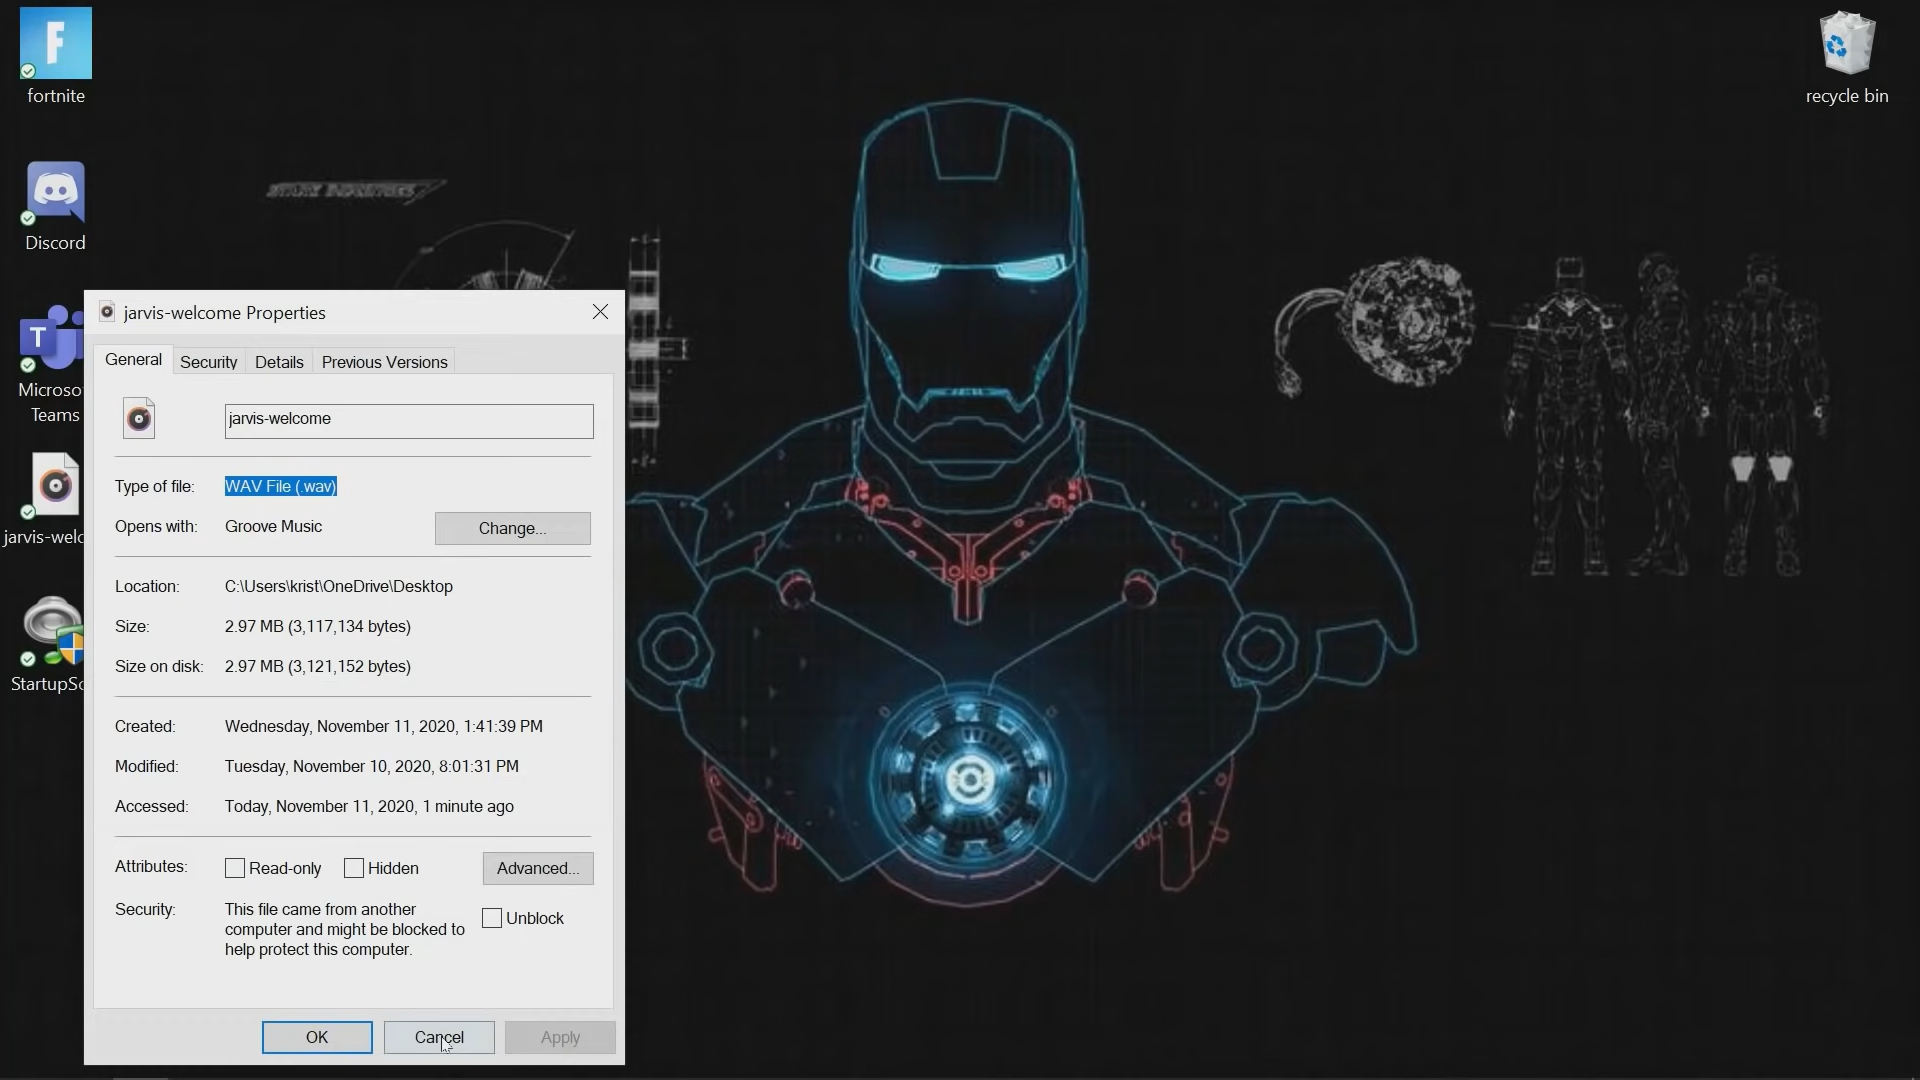 fortnite
recycle bin
Discord
Microso
Teams
jarvis-welc
StartupSo
STARK INDUSTRIES
jarvis-welcome Properties
General
Security
Details
Previous Versions
jarvis-welcome
Type of file:
WAV File (.wav)
Opens with:
Groove Music
Change...
Location:
C:\Users\krist\OneDrive\Desktop
Size:
2.97 MB (3,117,134 bytes)
Size on disk:
2.97 MB (3,121,152 bytes)
Created:
Wednesday, November 11, 2020, 1:41:39 PM
Modified:
Tuesday, November 10, 2020, 8:01:31 PM
Accessed:
Today, November 11, 2020, 1 minute ago
Attributes:
Read-only
Hidden
Advanced...
Security:
This file came from another
computer and might be blocked to
help protect this computer.
Unblock
OK
Cancel
Apply